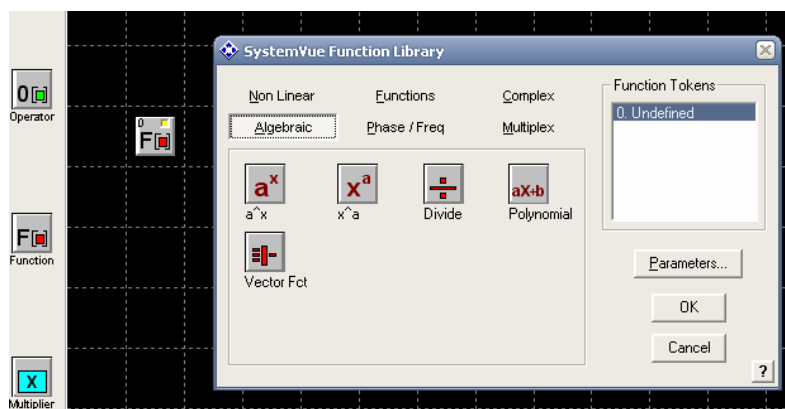 SystemVue Function Library
Non Linear Functions Complex
Algebraic Phase / Freq Multiplex
Function Tokens
0. Undefined
0
Operator
0
F
a^x x^a aX+b
a^x x^a Divide Polynomial
Vector Fct
F
Function
Parameters...
OK
Cancel
?
X
Multiplier